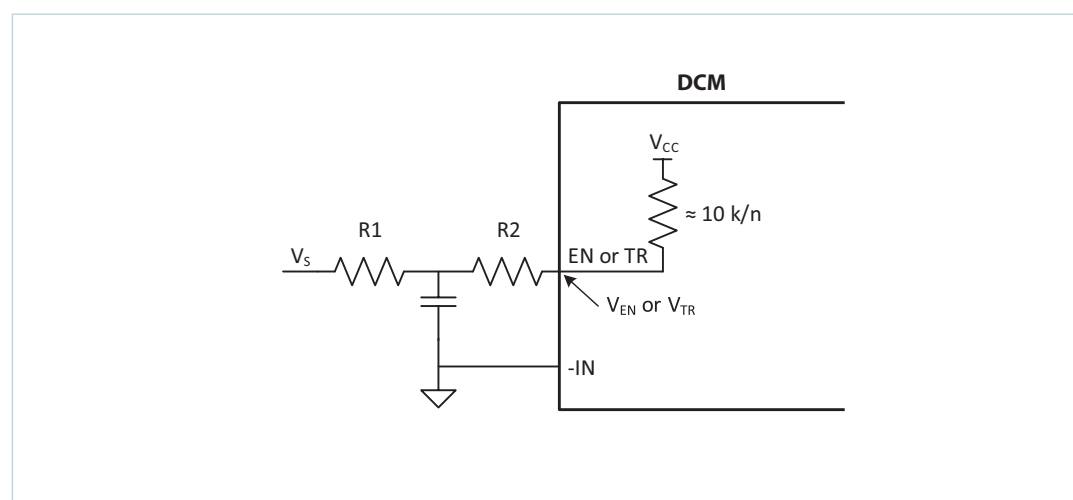 DCM
VCC
≈ 10 k/n
R1
R2
VS
EN or TR
VEN or VTR
-IN